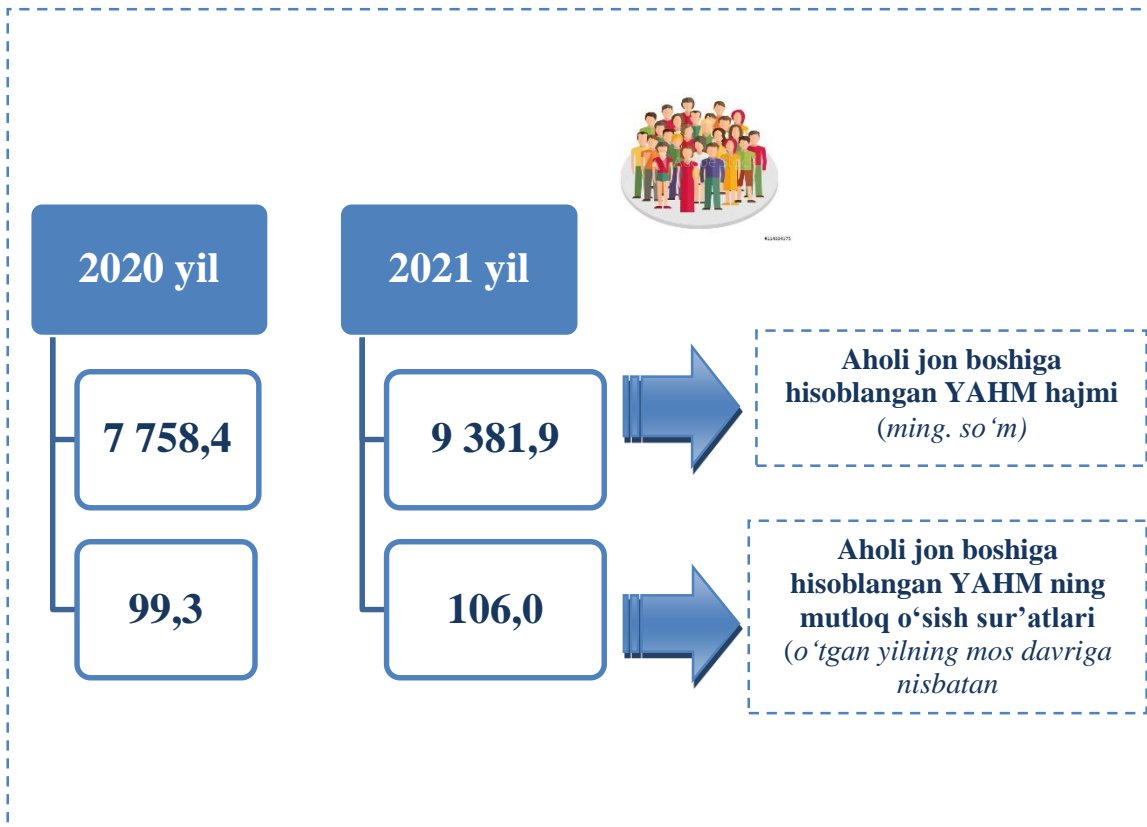 2020 yil
2021 yil
7 758,4
9 381,9
Aholi jon boshiga
hisoblangan YAHM hajmi
(ming. so‘m)
99,3
106,0
Aholi jon boshiga
hisoblangan YAHM ning
mutloq o‘sish sur’atlari
(o‘tgan yilning mos davriga
nisbatan